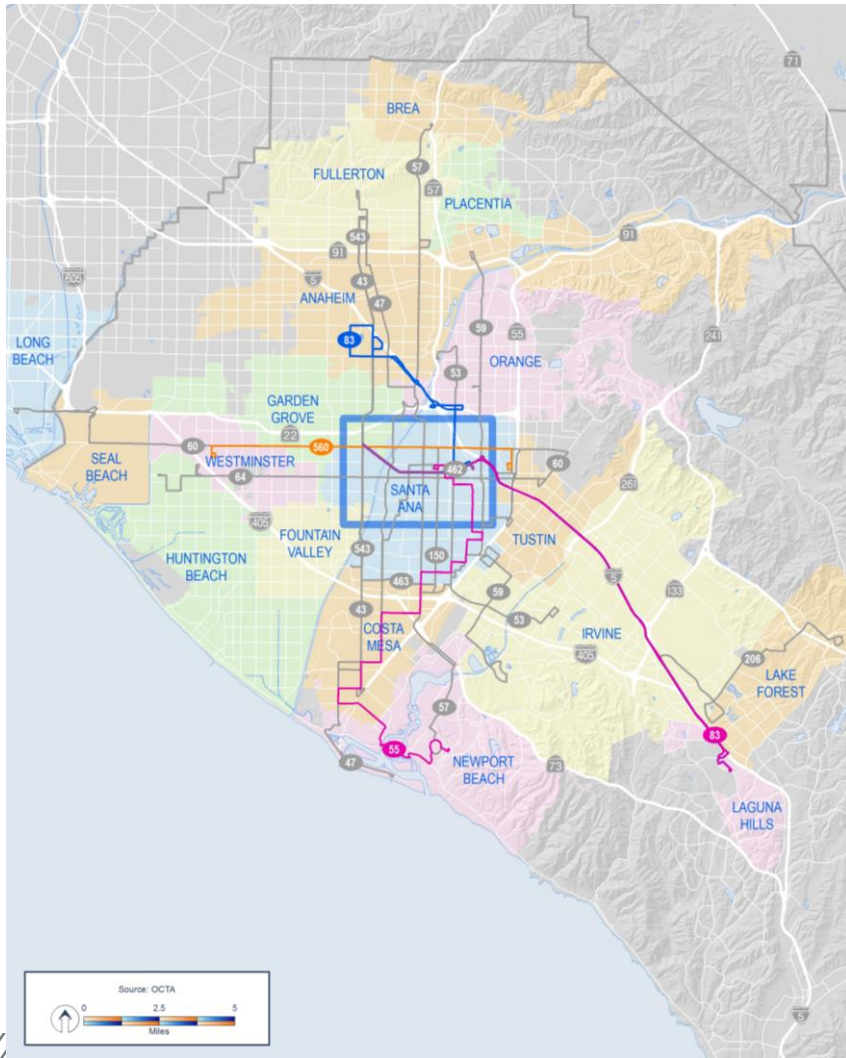 71
BREA
57
FULLERTON
57
PLACENTIA
543
91
91
605
5
43
ANAHEIM
47
59
55
241
83
LONG
BEACH
ORANGE
53
GARDEN
GROVE
22
60
560
SEAL
BEACH
WESTMINSTER
462
60
64
SANTA
ANA
261
405
FOUNTAIN
VALLEY
TUSTIN
HUNTINGTON
BEACH
543
150
5
463
59
133
43
53
COSTA
MESA
IRVINE
405
206
LAKE
FOREST
57
83
55
47
NEWPORT
BEACH
73
LAGUNA
HILLS
Source: OCTA
0 2.5 5
Miles
5